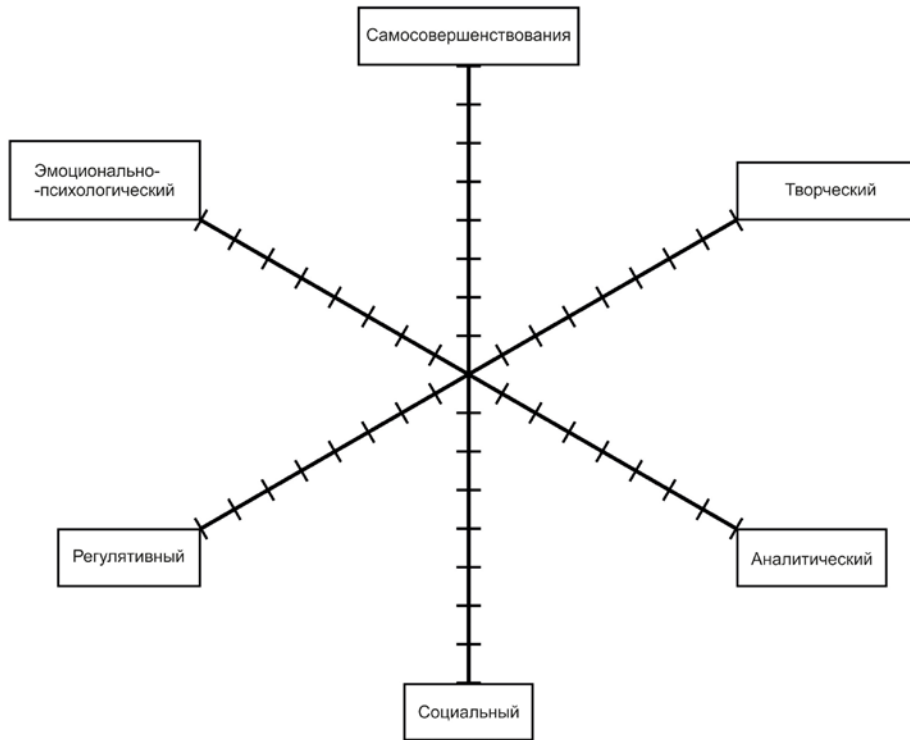 Самосовершенствования
Эмоционально-
-психологический
Творческий
Регулятивный
Аналитический
Социальный